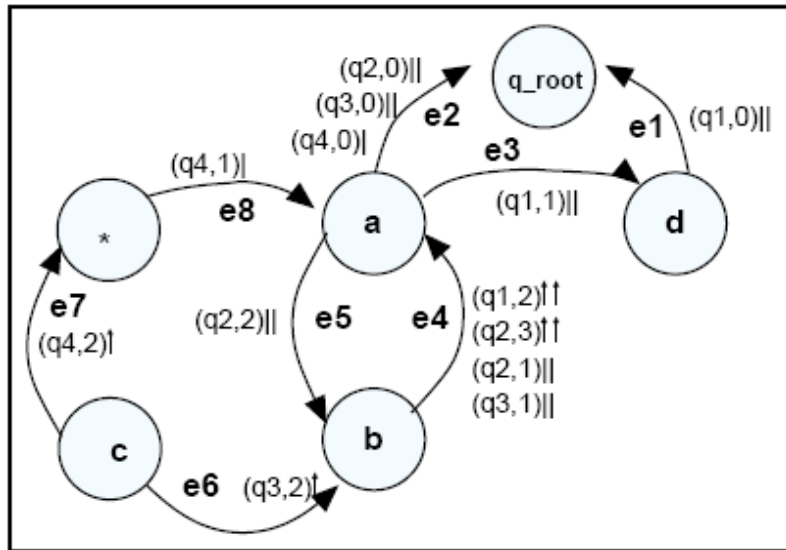 (q2,0)||
q_root
(q3,0)||
e2
e1
(q1,0)||
(q4,0)|
e3
(q4,1)|
(q1,1)||
e8
a
d
*
e7
(q4,2)↑
(q2,2)||
e5
e4
(q1,2)↑↑
(q2,3)↑↑
(q2,1)||
(q3,1)||
c
b
e6
(q3,2)↑